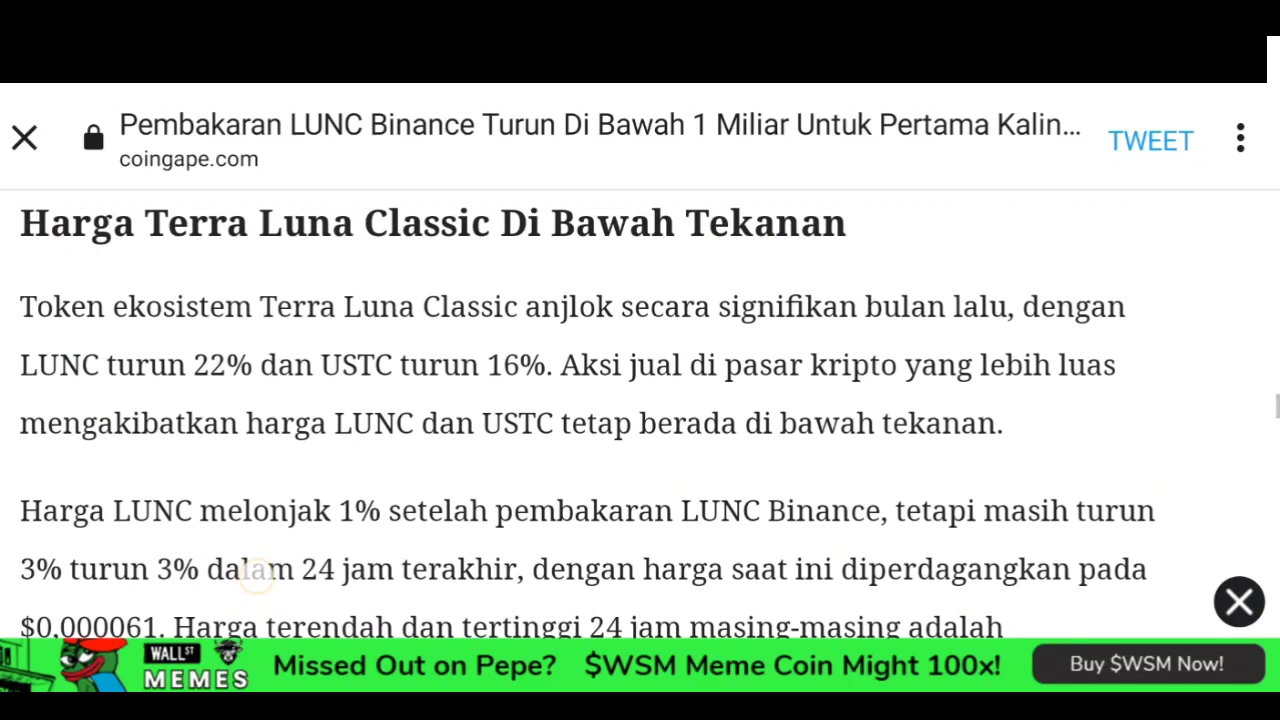 Pembakaran LUNC Binance Turun Di Bawah 1 Miliar Untuk Pertama Kalin...
coingape.com
TWEET
Harga Terra Luna Classic Di Bawah Tekanan
Token ekosistem Terra Luna Classic anjlok secara signifikan bulan lalu, dengan
LUNC turun 22% dan USTC turun 16%. Aksi jual di pasar kripto yang lebih luas
mengakibatkan harga LUNC dan USTC tetap berada di bawah tekanan.
Harga LUNC melonjak 1% setelah pembakaran LUNC Binance, tetapi masih turun
3% turun 3% dalam 24 jam terakhir, dengan harga saat ini diperdagangkan pada
$0,000061. Harga terendah dan tertinggi 24 jam masing-masing adalah
WALL ST
MEMES
Missed Out on Pepe? $WSM Meme Coin Might 100x!
Buy $WSM Now!